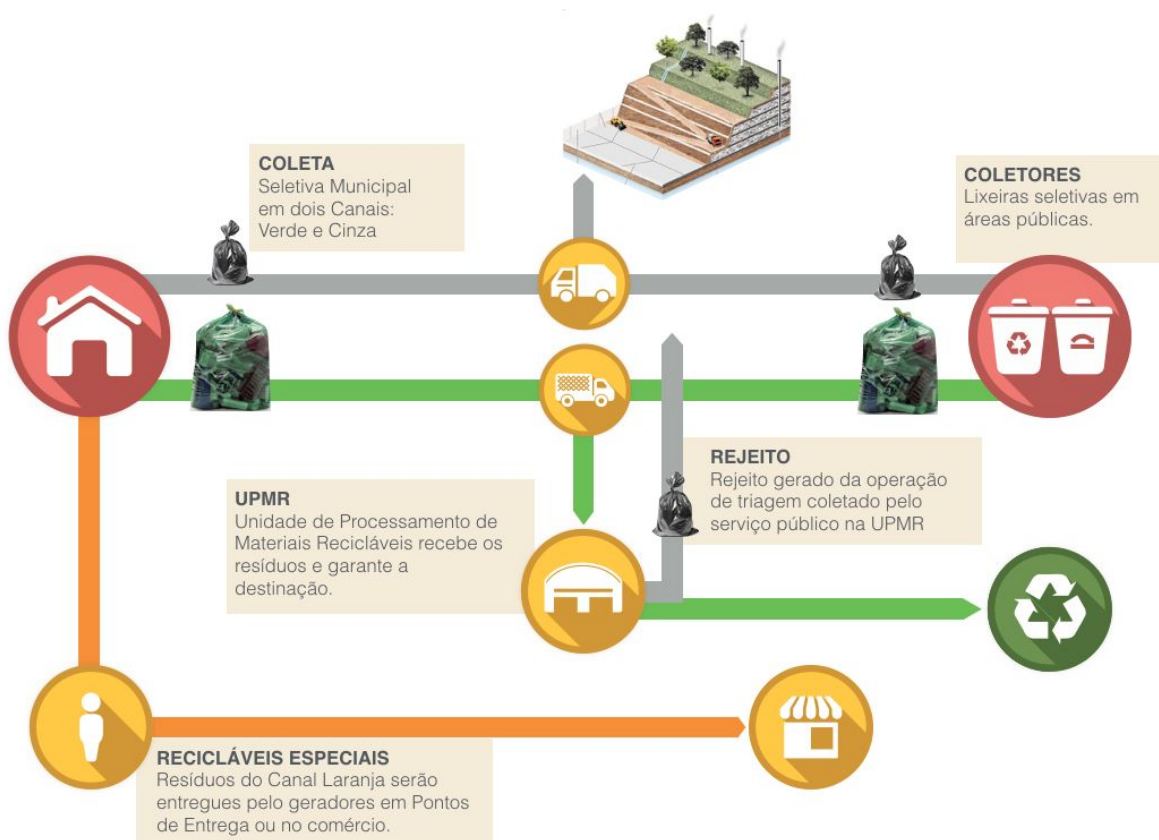 COLETA
Seletiva Municipal
em dois Canais:
Verde e Cinza
COLETORES
Lixeiras seletivas em
áreas públicas.
UPMR
Unidade de Processamento de
Materiais Recicláveis recebe os
resíduos e garante a
destinação.
REJEITO
Rejeito gerado da operação
de triagem coletado pelo
serviço público na UPMR
RECICLÁVEIS ESPECIAIS
Resíduos do Canal Laranja serão
entregues pelo geradores em Pontos
de Entrega ou no comércio.